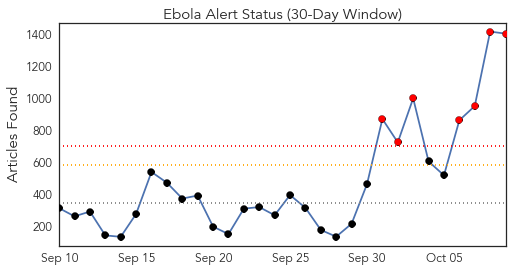 Ebola Alert Status (30-Day Window)
Articles Found
1400
1200
1000
800
600
400
200
Sep 10 Sep 15 Sep 20 Sep 25 Sep 30 Oct 05